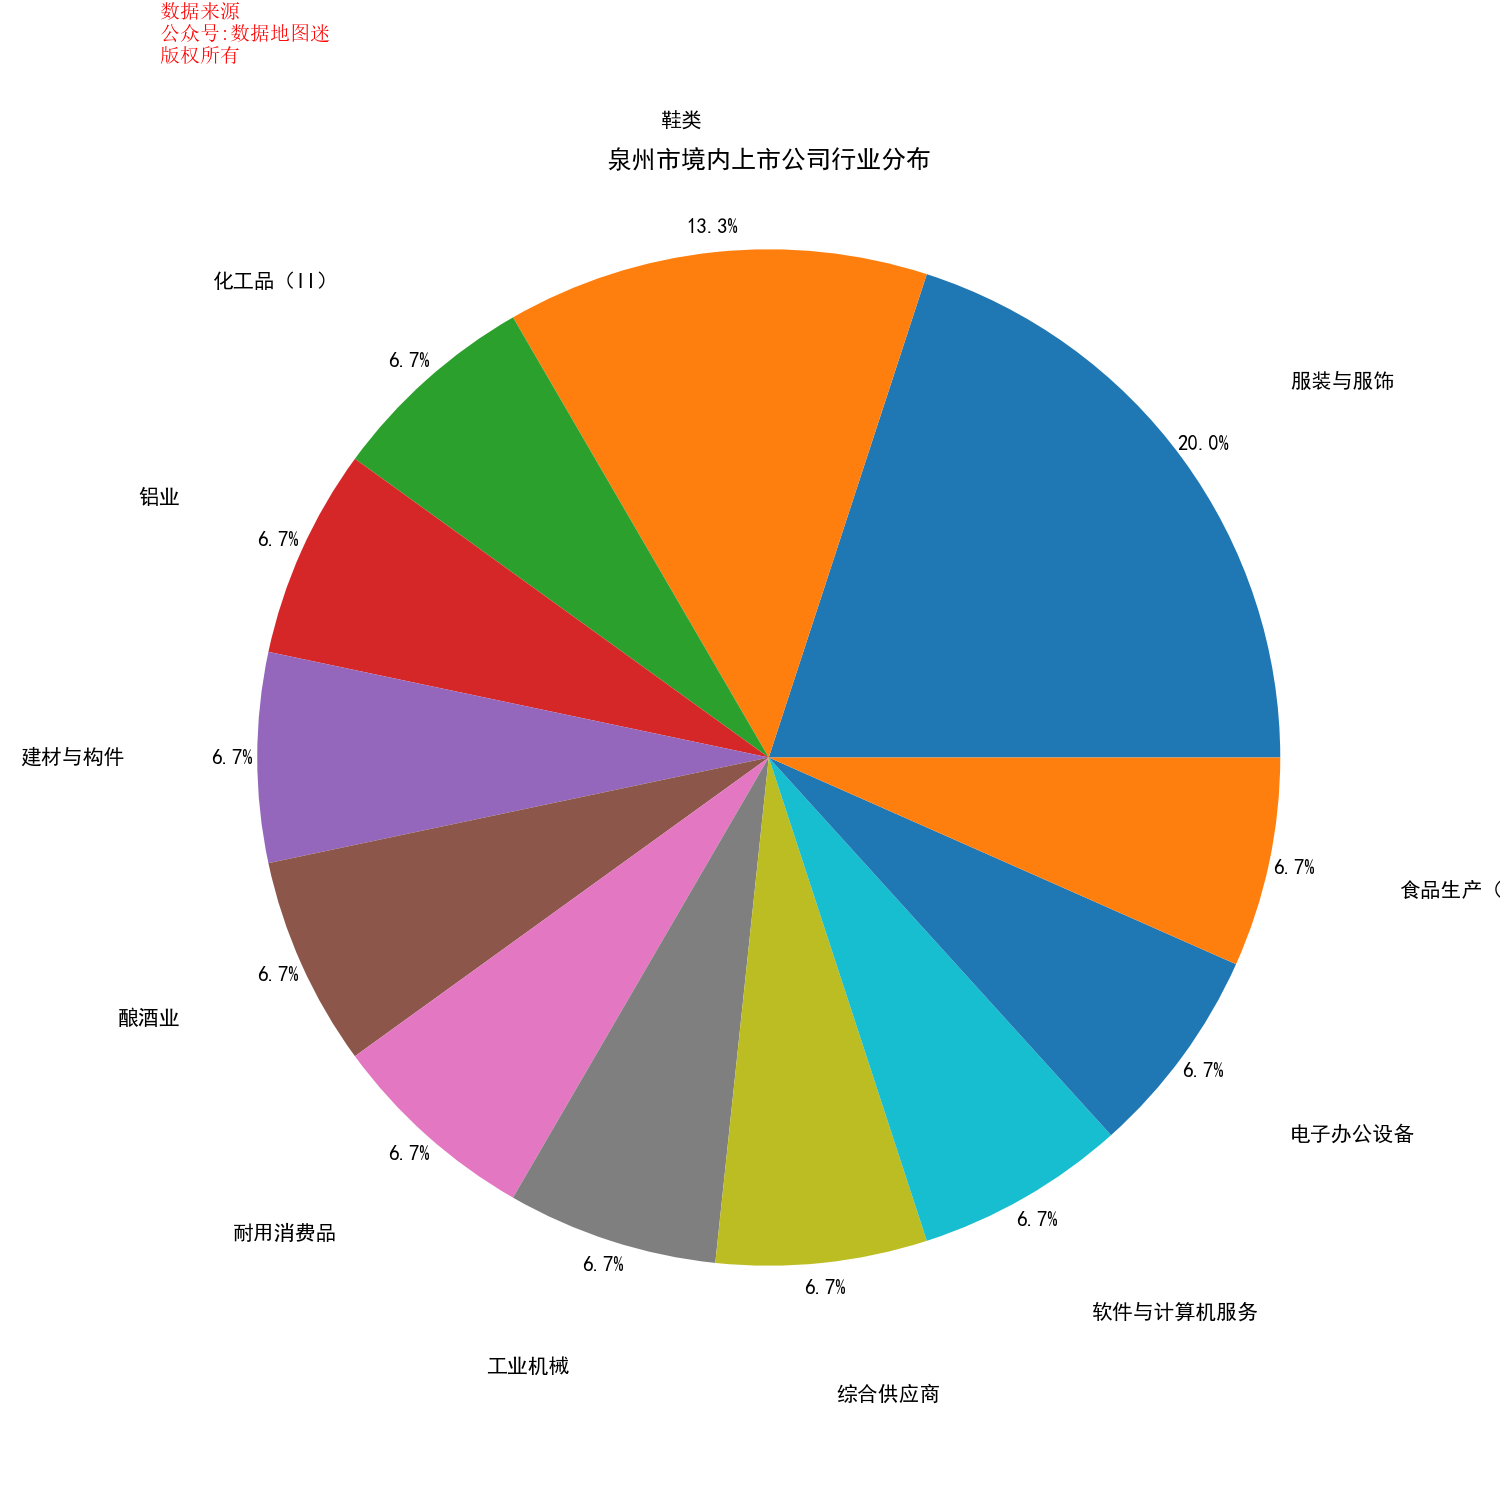 数据来源
公众号:数据地图迷
版权所有
鞋类
泉州市境内上市公司行业分布
13.3%
化工品（II）
6.7%
服装与服饰
20.0%
铝业
6.7%
建材与构件
6.7%
食品生产（
6.7%
酿酒业
6.7%
电子办公设备
6.7%
耐用消费品
6.7%
软件与计算机服务
6.7%
工业机械
6.7%
综合供应商
6.7%